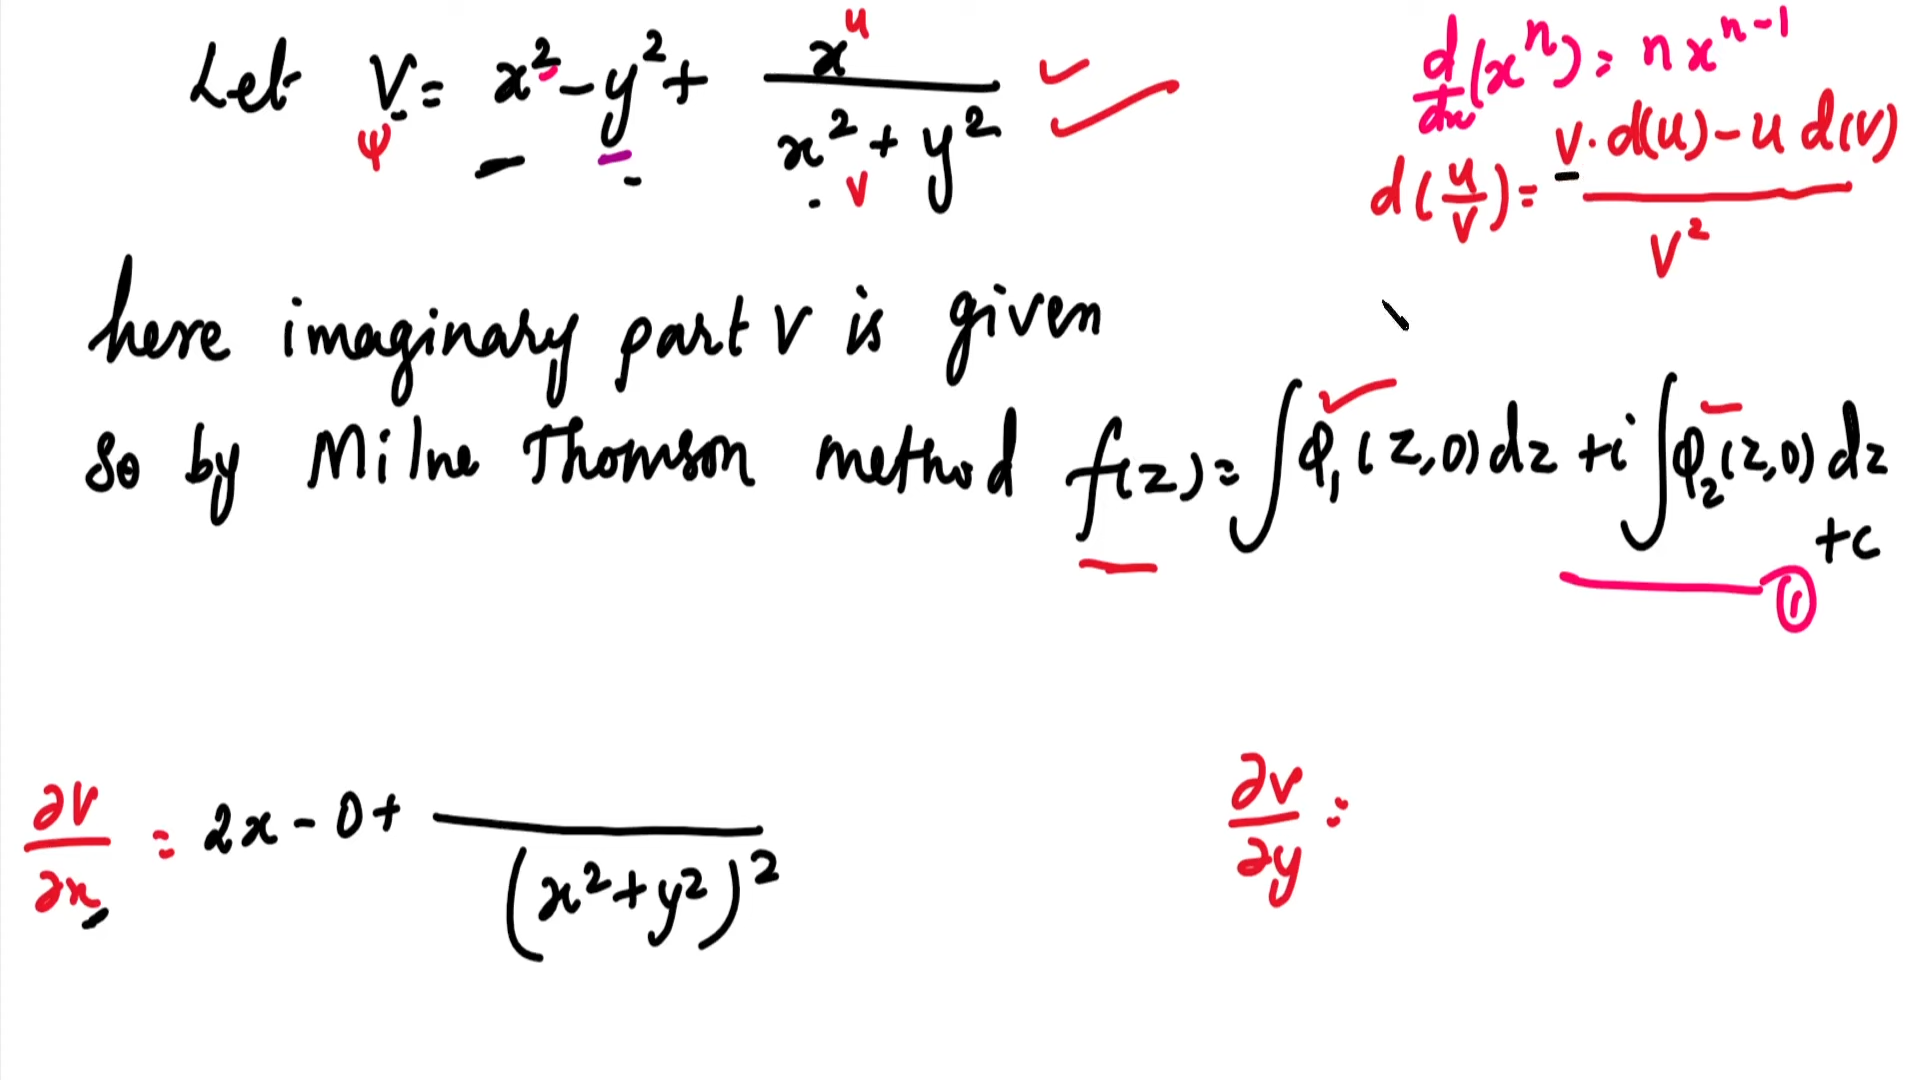 Let V = x² - y² + x/(x² + y²)
ψ
u
v
d/dx (xⁿ) = n xⁿ⁻¹
d(u/v) = (v · d(u) - u d(v))/v²
here imaginary part V is given
so by Milne Thomson method f(z) = ∫ φ₁(z,0) dz + i ∫ φ₂(z,0) dz
+c
①
∂V/∂x = 2x - 0 + ——/(x² + y²)²
∂v/∂y =